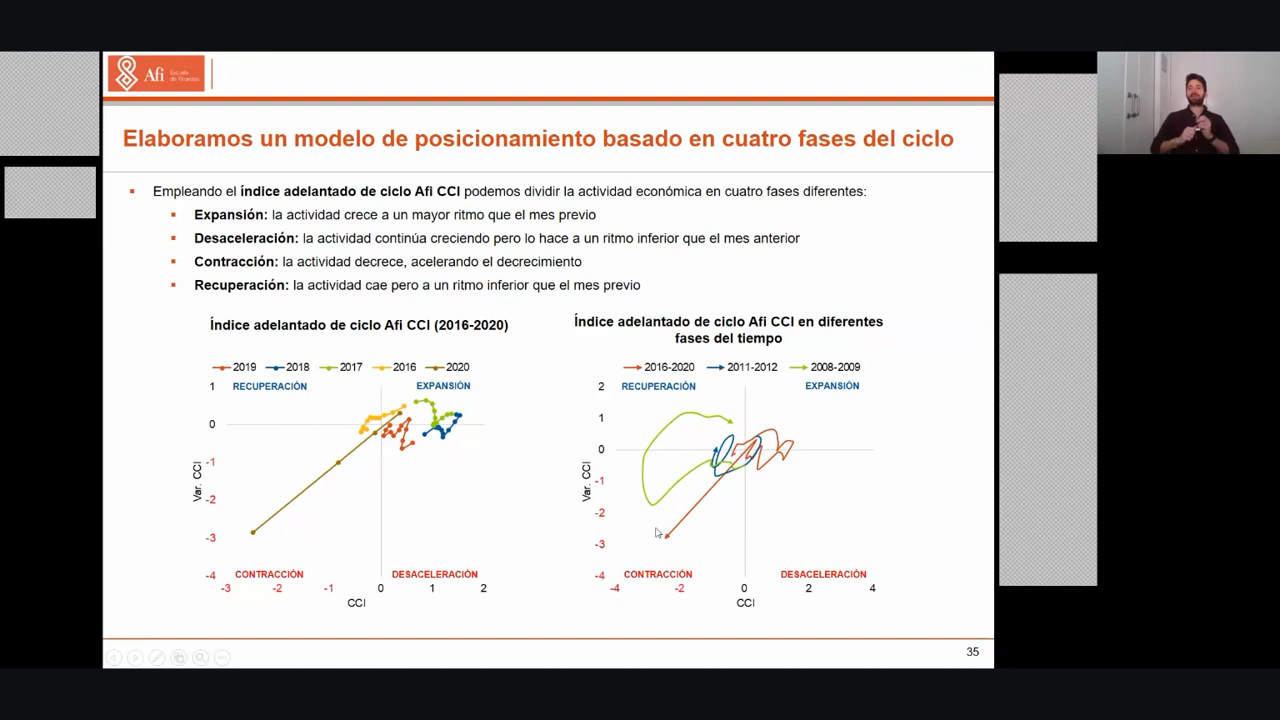 Afi Escuela de Finanzas
Elaboramos un modelo de posicionamiento basado en cuatro fases del ciclo
Empleando el índice adelantado de ciclo Afi CCI podemos dividir la actividad económica en cuatro fases diferentes:
Expansión: la actividad crece a un mayor ritmo que el mes previo
Desaceleración: la actividad continúa creciendo pero lo hace a un ritmo inferior que el mes anterior
Contracción: la actividad decrece, acelerando el decrecimiento
Recuperación: la actividad cae pero a un ritmo inferior que el mes previo
Índice adelantado de ciclo Afi CCI (2016-2020)
2019 2018 2017 2016 2020
RECUPERACIÓN EXPANSIÓN
1
0
-1
-2
-3
-4
Var. CCI
CONTRACCIÓN DESACELERACIÓN
-3 -2 -1 0 1 2
CCI
Índice adelantado de ciclo Afi CCI en diferentes
fases del tiempo
2016-2020 2011-2012 2008-2009
RECUPERACIÓN EXPANSIÓN
2
1
0
-1
-2
-3
-4
Var. CCI
CONTRACCIÓN DESACELERACIÓN
-4 -2 0 2 4
CCI
35